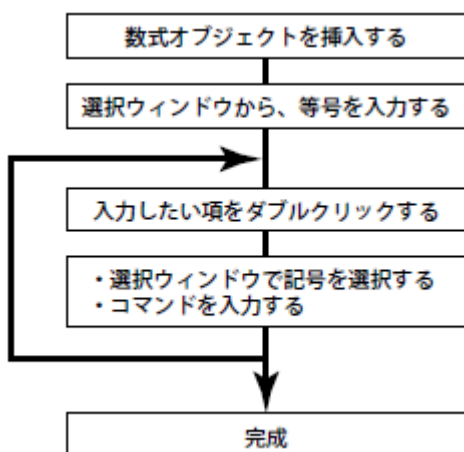 数式オブジェクトを挿入する
選択ウィンドウから、等号を入力する
入力したい項をダブルクリックする
・選択ウィンドウで記号を選択する
・コマンドを入力する
完成